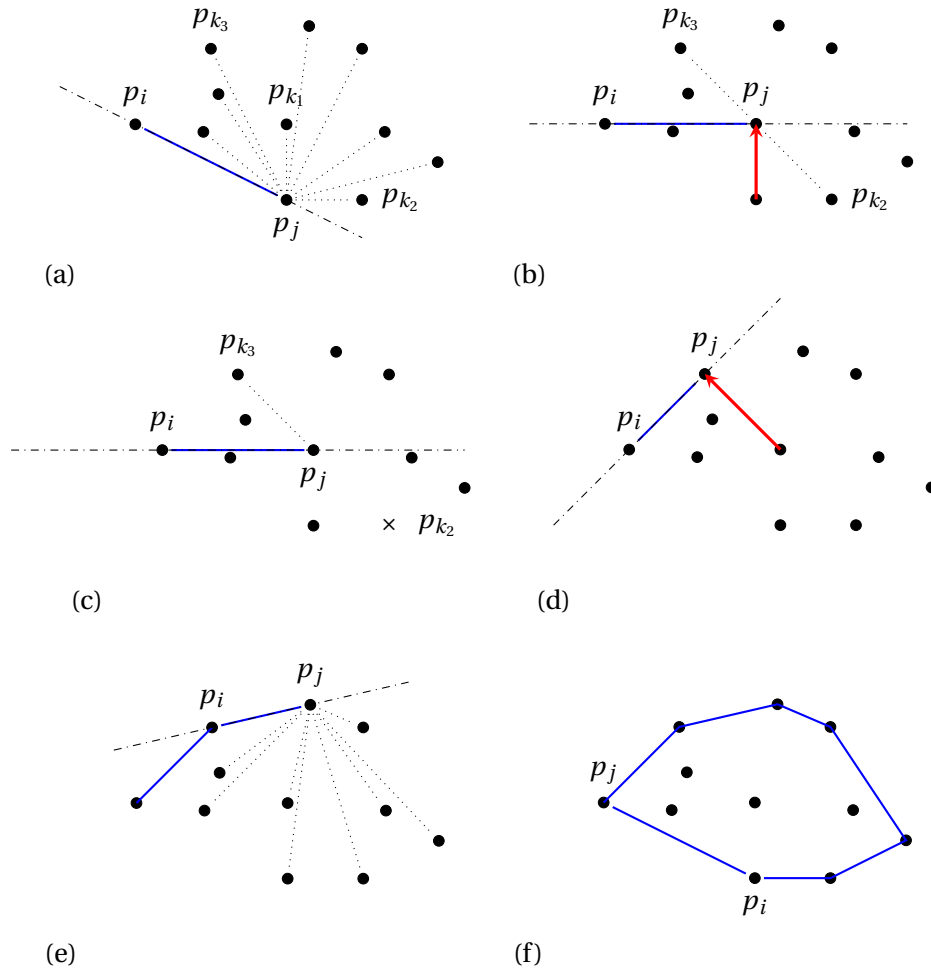 p_{k_3}
p_i
p_{k_1}
p_{k_2}
p_j
(a)
p_{k_3}
p_i
p_j
p_{k_2}
(b)
p_{k_3}
p_i
p_j
× p_{k_2}
(c)
p_j
p_i
(d)
p_j
p_i
(e)
p_j
p_i
(f)